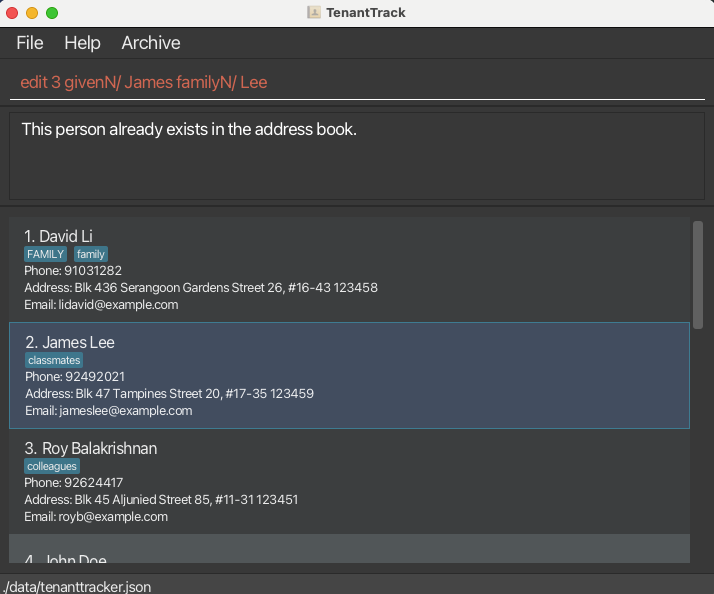 TenantTrack
File Help Archive
edit 3 givenN/ James familyN/ Lee
This person already exists in the address book.
1. David Li
FAMILY family
Phone: 91031282
Address: Blk 436 Serangoon Gardens Street 26, #16-43 123458
Email: lidavid@example.com
2. James Lee
classmates
Phone: 92492021
Address: Blk 47 Tampines Street 20, #17-35 123459
Email: jameslee@example.com
3. Roy Balakrishnan
colleagues
Phone: 92624417
Address: Blk 45 Aljunied Street 85, #11-31 123451
Email: royb@example.com
4. John Doe
./data/tenanttracker.json